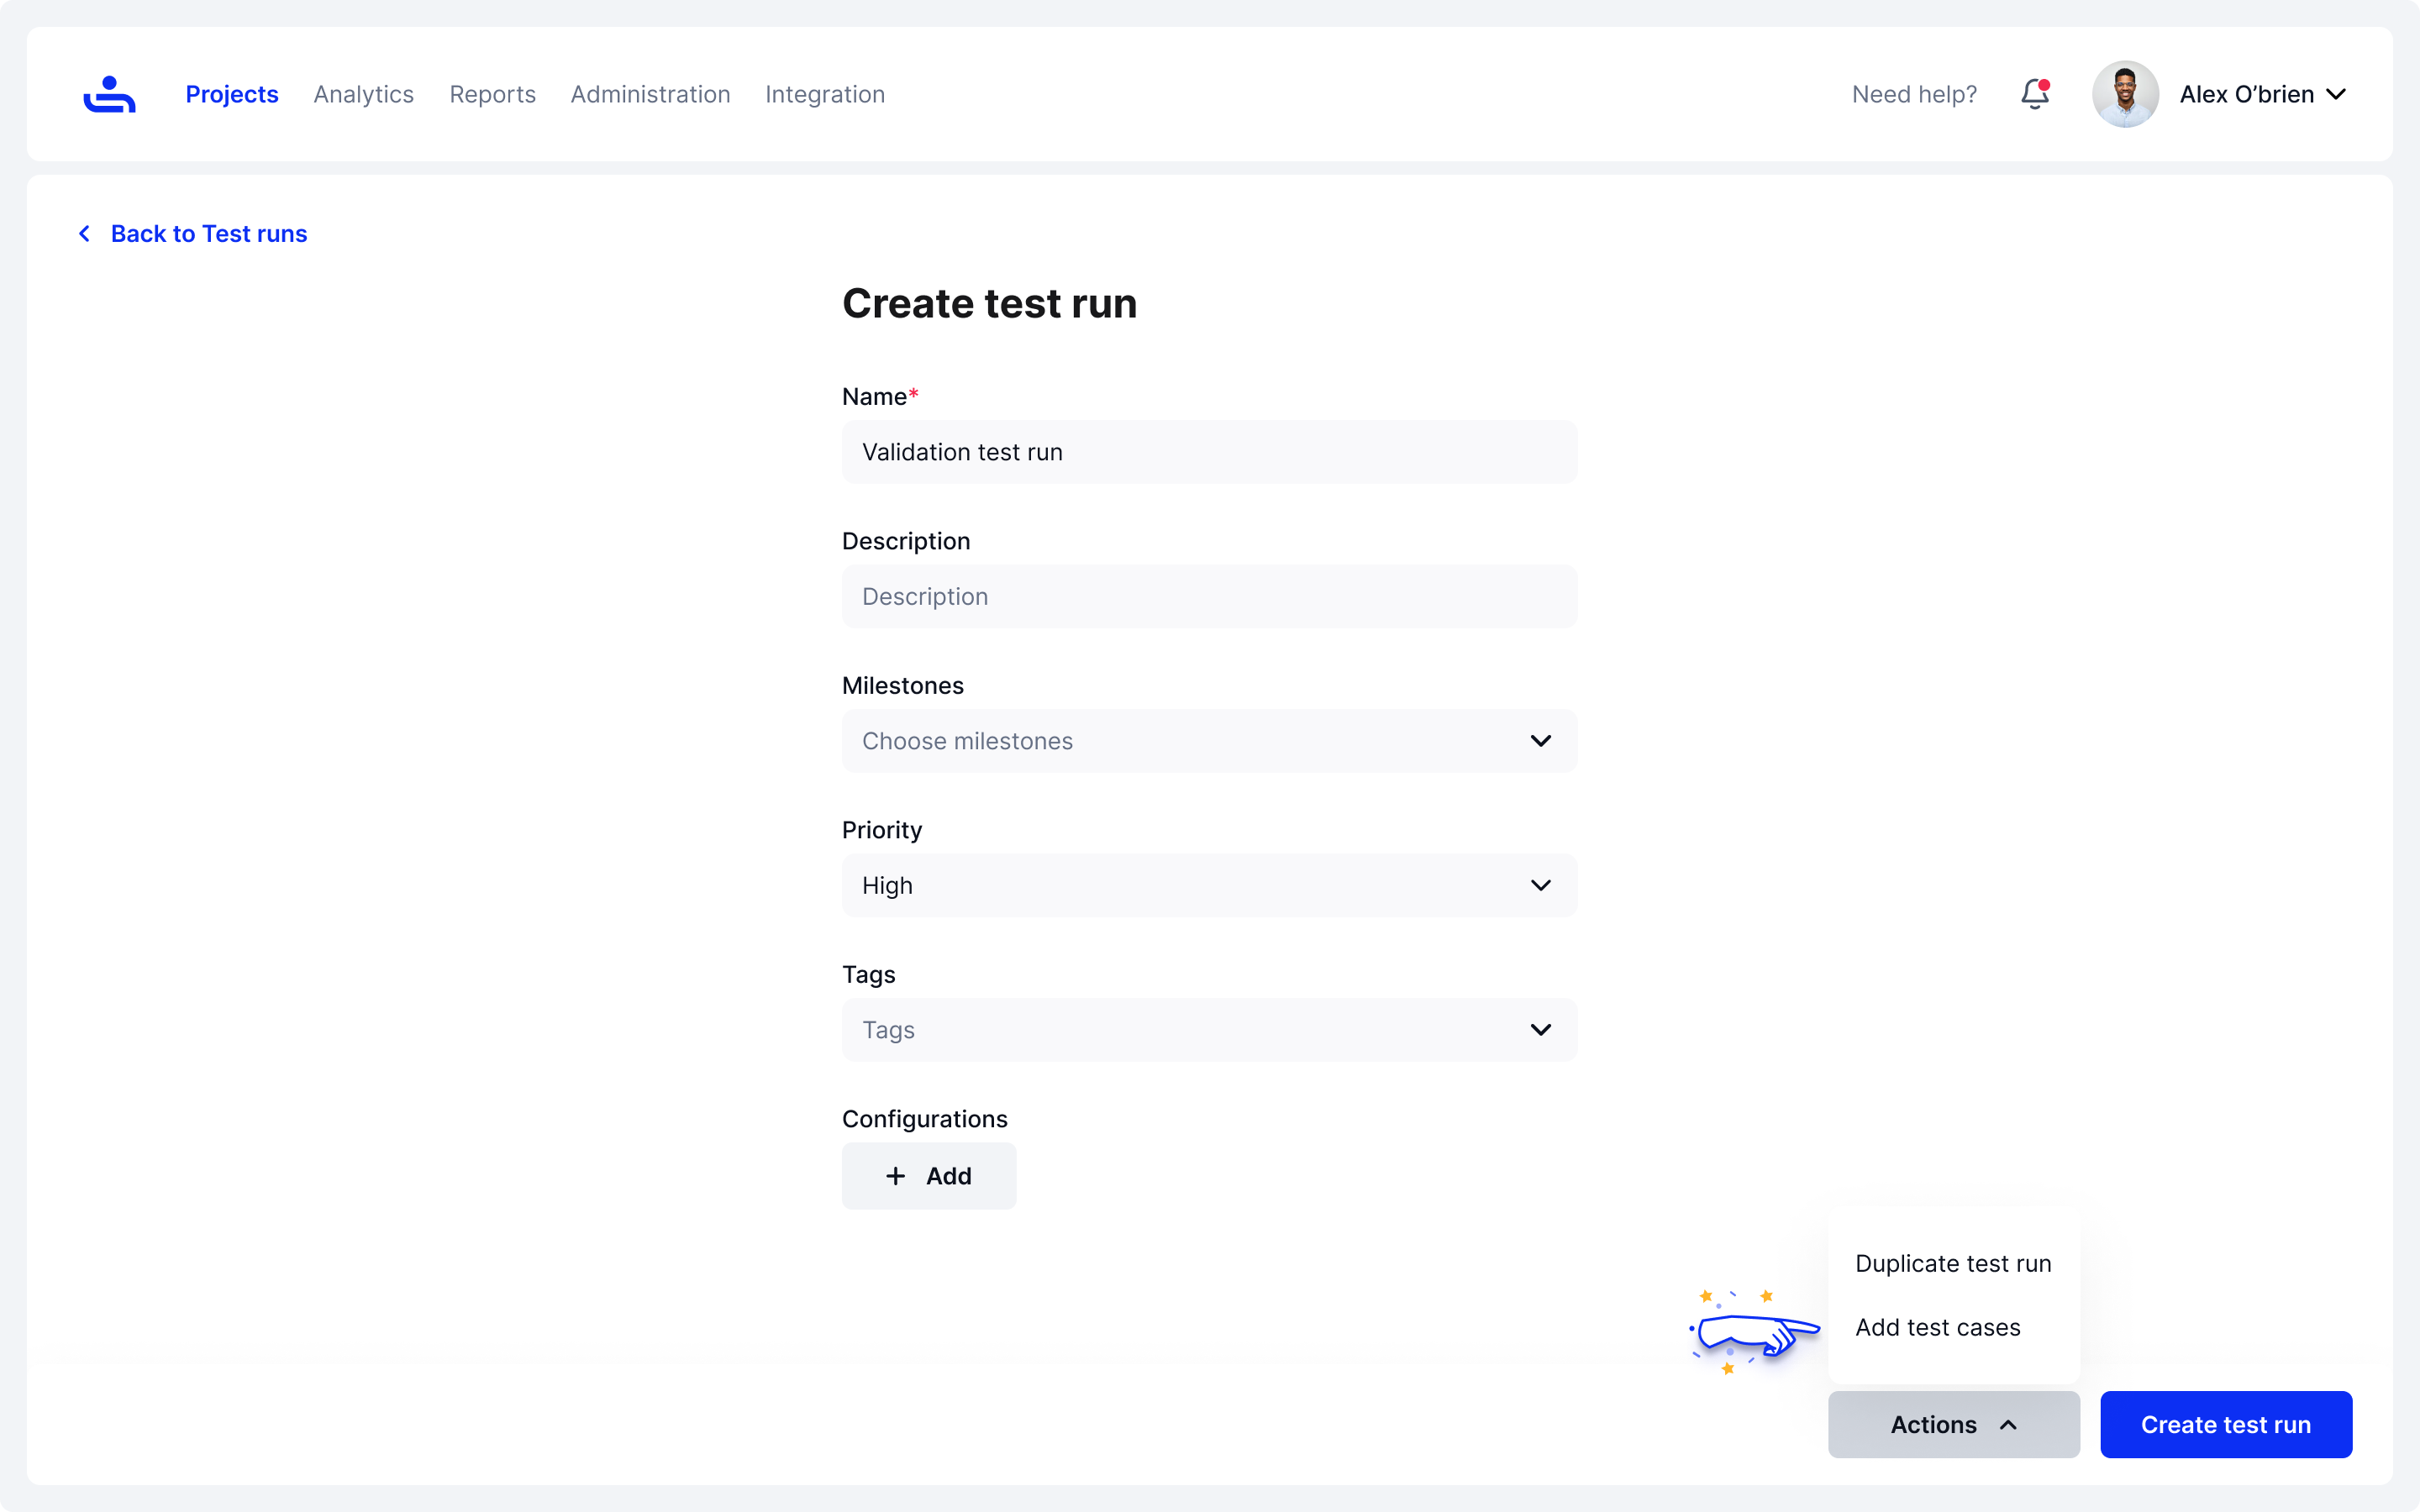 Projects Analytics Reports Administration Integration Need help? Alex O’brien
Back to Test runs
Create test run
Name*
Validation test run
Description
Description
Milestones
Choose milestones
Priority
High
Tags
Tags
Configurations
+ Add
Duplicate test run
Add test cases
Actions
Create test run